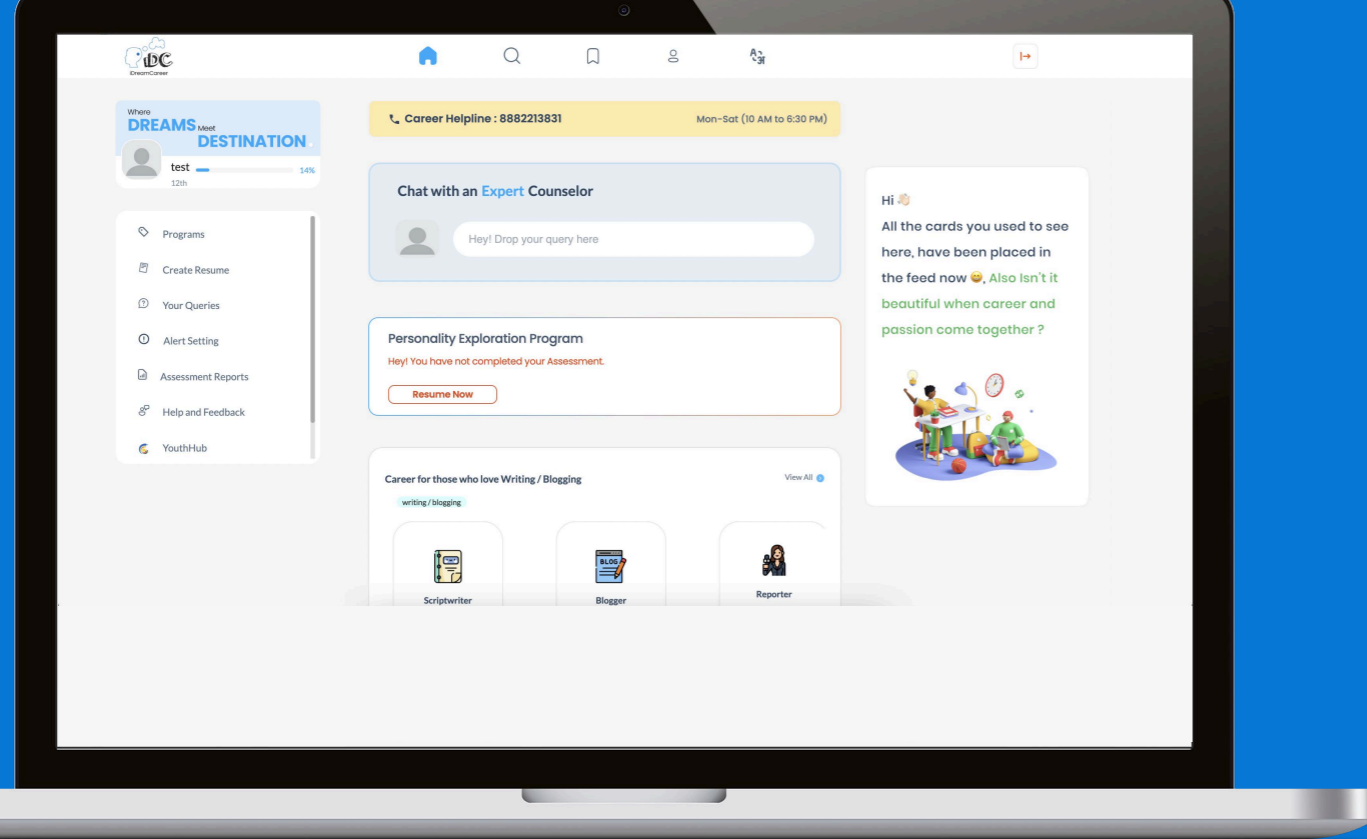 iDC
iDreamCareer
Where
DREAMS Meet
DESTINATION
test
14%
12th
Programs
Create Resume
Your Queries
Alert Setting
Assessment Reports
Help and Feedback
YouthHub
Career Helpline : 8882213831
Mon-Sat (10 AM to 6:30 PM)
Chat with an Expert Counselor
Hey! Drop your query here
Personality Exploration Program
Hey! You have not completed your Assessment.
Resume Now
Career for those who love Writing / Blogging
View All
writing / blogging
BLOG
Scriptwriter
Blogger
Reporter
Hi 👋🏻
All the cards you used to see
here, have been placed in
the feed now 😄, Also Isn't it
beautiful when career and
passion come together ?